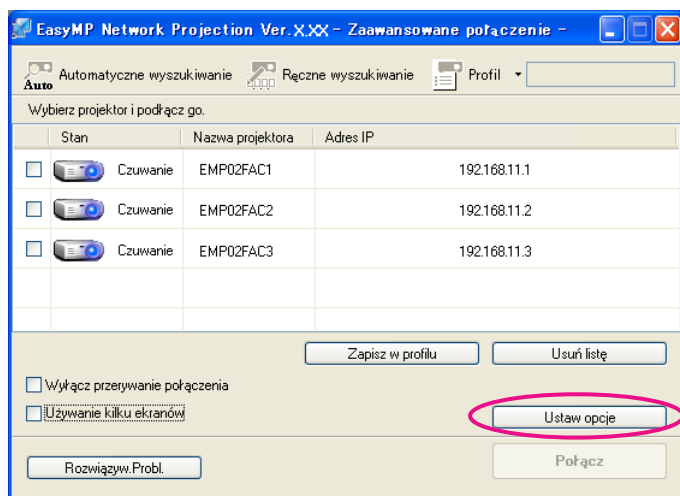 EasyMP Network Projection Ver.X.XX - Zaawansowane połączenie -
Auto Automatyczne wyszukiwanie Ręczne wyszukiwanie Profil
Wybierz projektor i podłącz go.
Stan Nazwa projektora Adres IP
Czuwanie EMP02FAC1 192.168.11.1
Czuwanie EMP02FAC2 192.168.11.2
Czuwanie EMP02FAC3 192.168.11.3
Zapisz w profilu Usuń listę
Wyłącz przerywanie połączenia
Używanie kilku ekranów Ustaw opcje
Rozwiązyw.Probl. Połącz